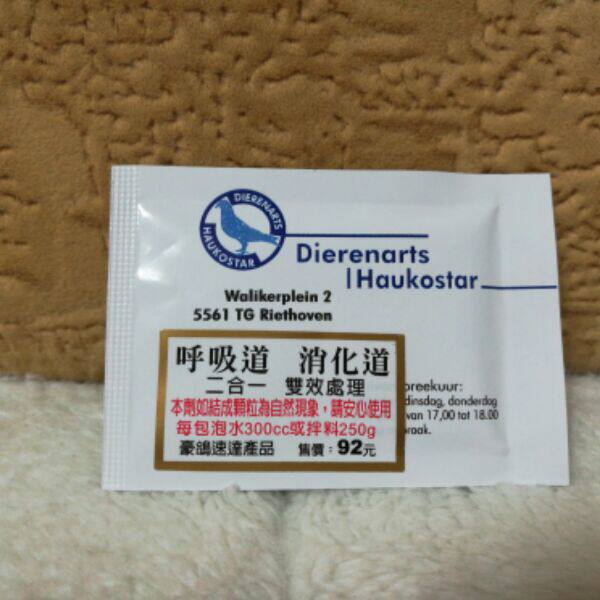 DIERENARTS
HAUKOSTAR
Dierenarts
Haukostar
Walikerplein 2
5561 TG Riethoven
呼吸道 消化道
二合一 雙效處理
本劑如結成顆粒為自然現象，請安心使用
每包泡水300cc或拌料250g
豪鴿速達產品 售價：92元
preekuur:
dinsdag, donderdag
van 17,00 tot 18.00
praak.